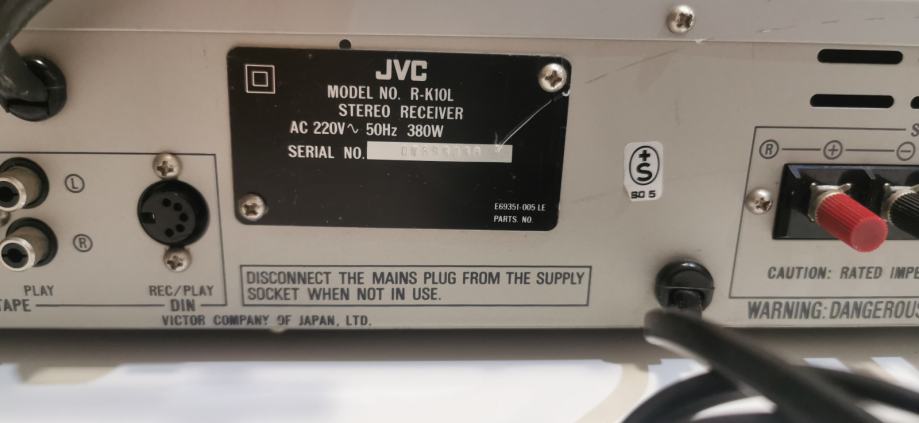 JVC
MODEL NO. R-K10L
STEREO RECEIVER
AC 220V~ 50Hz 380W
SERIAL NO.
E69351-005 LE
PARTS NO.
+
S
SO 5
S
R + −
L
R
PLAY
TAPE
REC/PLAY
DIN
DISCONNECT THE MAINS PLUG FROM THE SUPPLY
SOCKET WHEN NOT IN USE.
VICTOR COMPANY OF JAPAN, LTD.
CAUTION: RATED IMPE
WARNING: DANGEROUS